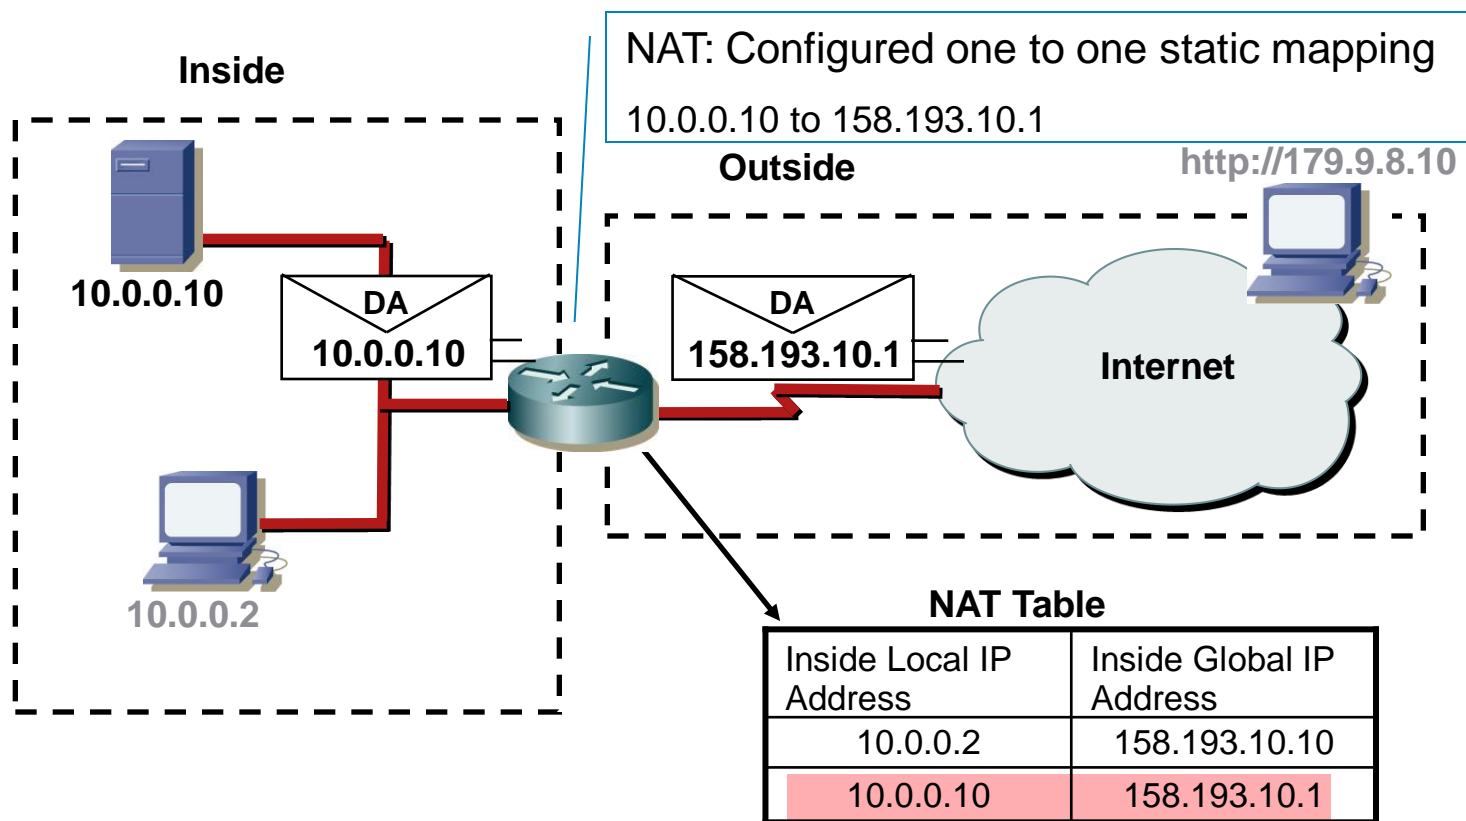 NAT: Configured one to one static mapping
10.0.0.10 to 158.193.10.1
Inside
Outside
http://179.9.8.10
10.0.0.10
DA
10.0.0.10
DA
158.193.10.1
Internet
10.0.0.2
NAT Table
Inside Local IP Address
Inside Global IP Address
10.0.0.2
158.193.10.10
10.0.0.10
158.193.10.1